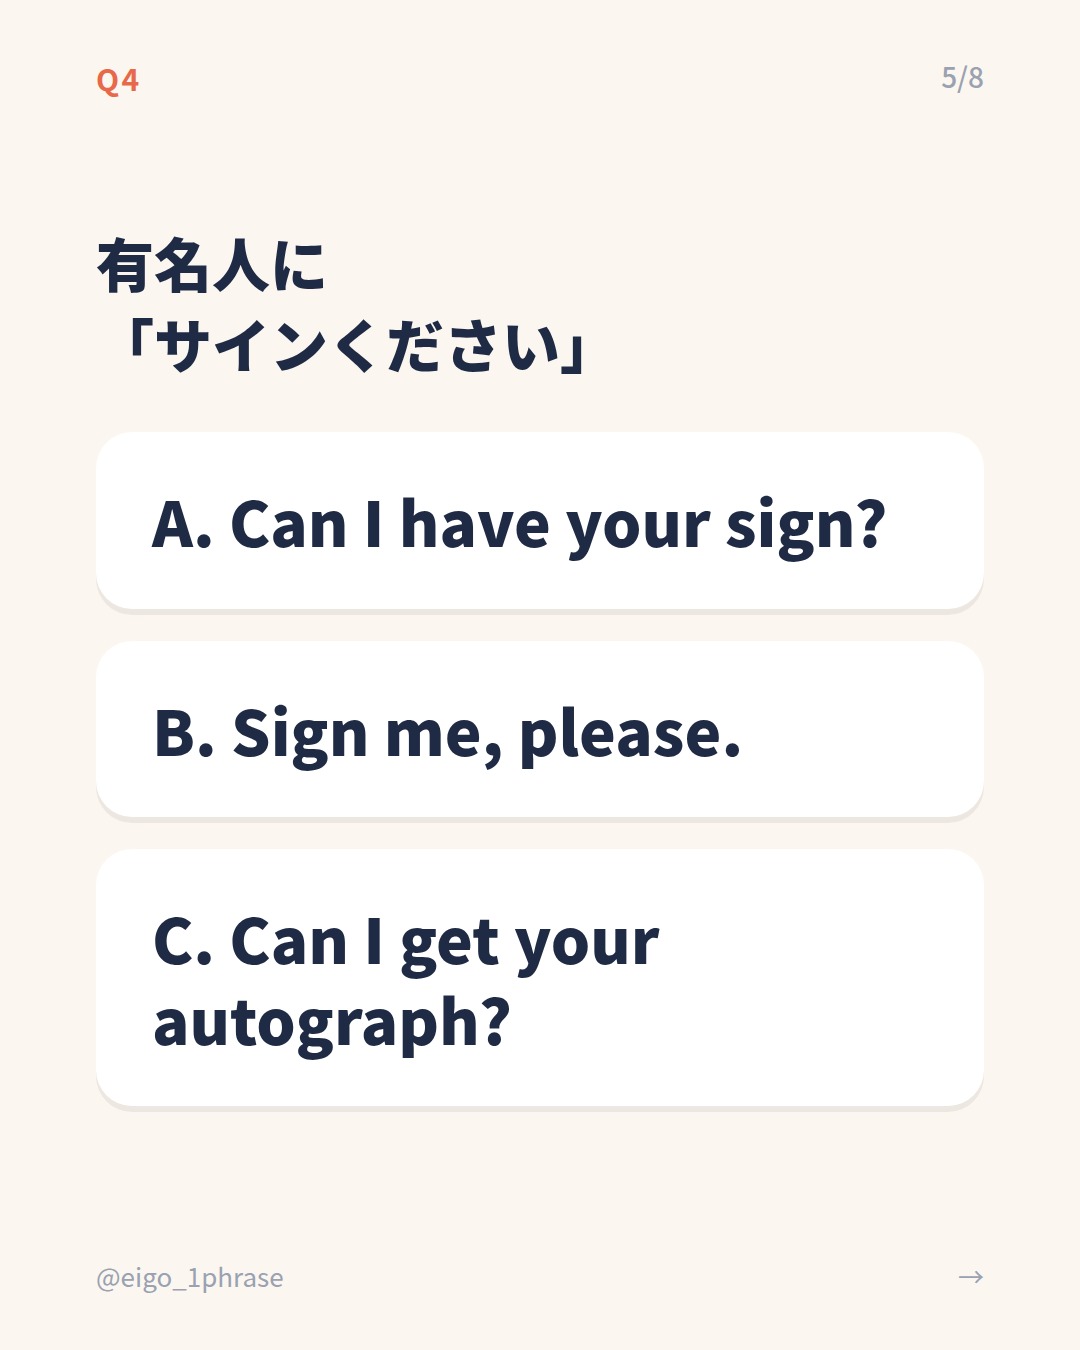 Q4
5/8
有名人に
「サインください」
A. Can I have your sign?
B. Sign me, please.
C. Can I get your
autograph?
@eigo_1phrase
→